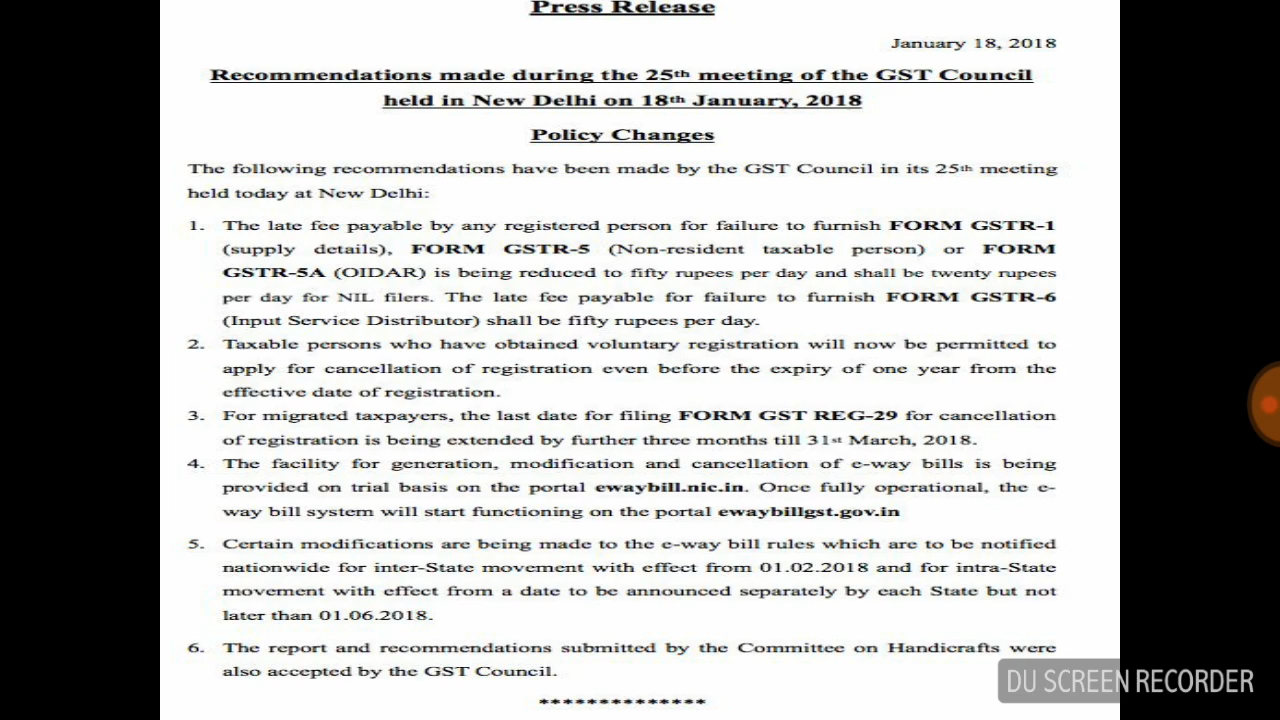 Press Release
January 18, 2018
Recommendations made during the 25th meeting of the GST Council
held in New Delhi on 18th January, 2018
Policy Changes
The following recommendations have been made by the GST Council in its 25th meeting
held today at New Delhi:
1. The late fee payable by any registered person for failure to furnish FORM GSTR-1
(supply details), FORM GSTR-5 (Non-resident taxable person) or FORM
GSTR-5A (OIDAR) is being reduced to fifty rupees per day and shall be twenty rupees
per day for NIL filers. The late fee payable for failure to furnish FORM GSTR-6
(Input Service Distributor) shall be fifty rupees per day.
2. Taxable persons who have obtained voluntary registration will now be permitted to
apply for cancellation of registration even before the expiry of one year from the
effective date of registration.
3. For migrated taxpayers, the last date for filing FORM GST REG-29 for cancellation
of registration is being extended by further three months till 31st March, 2018.
4. The facility for generation, modification and cancellation of e-way bills is being
provided on trial basis on the portal ewaybill.nic.in. Once fully operational, the e-
way bill system will start functioning on the portal ewaybillgst.gov.in
5. Certain modifications are being made to the e-way bill rules which are to be notified
nationwide for inter-State movement with effect from 01.02.2018 and for intra-State
movement with effect from a date to be announced separately by each State but not
later than 01.06.2018.
6. The report and recommendations submitted by the Committee on Handicrafts were
also accepted by the GST Council.
**************
DU SCREEN RECORDER